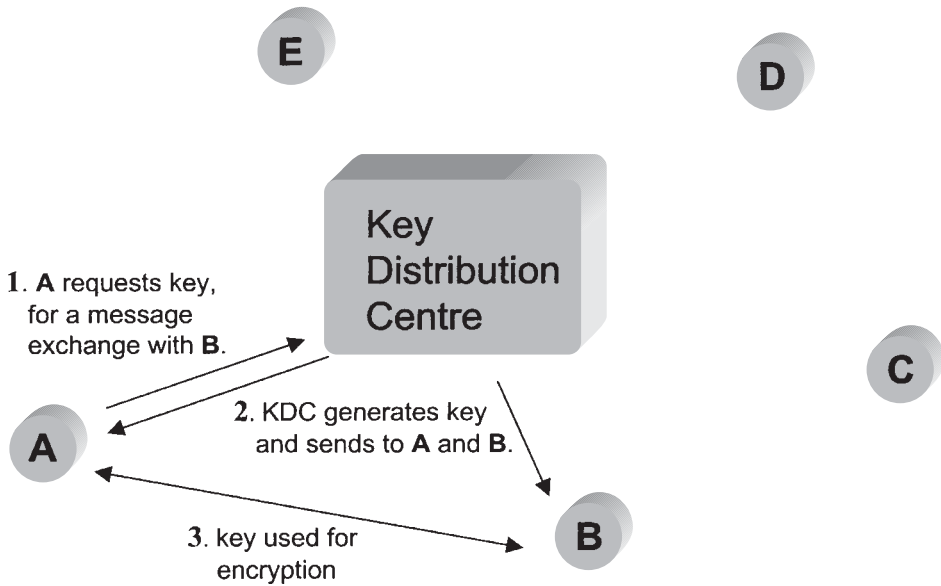 E
D
Key
Distribution
Centre
1. A requests key,
for a message
exchange with B.
C
2. KDC generates key
and sends to A and B.
A
3. key used for
encryption
B